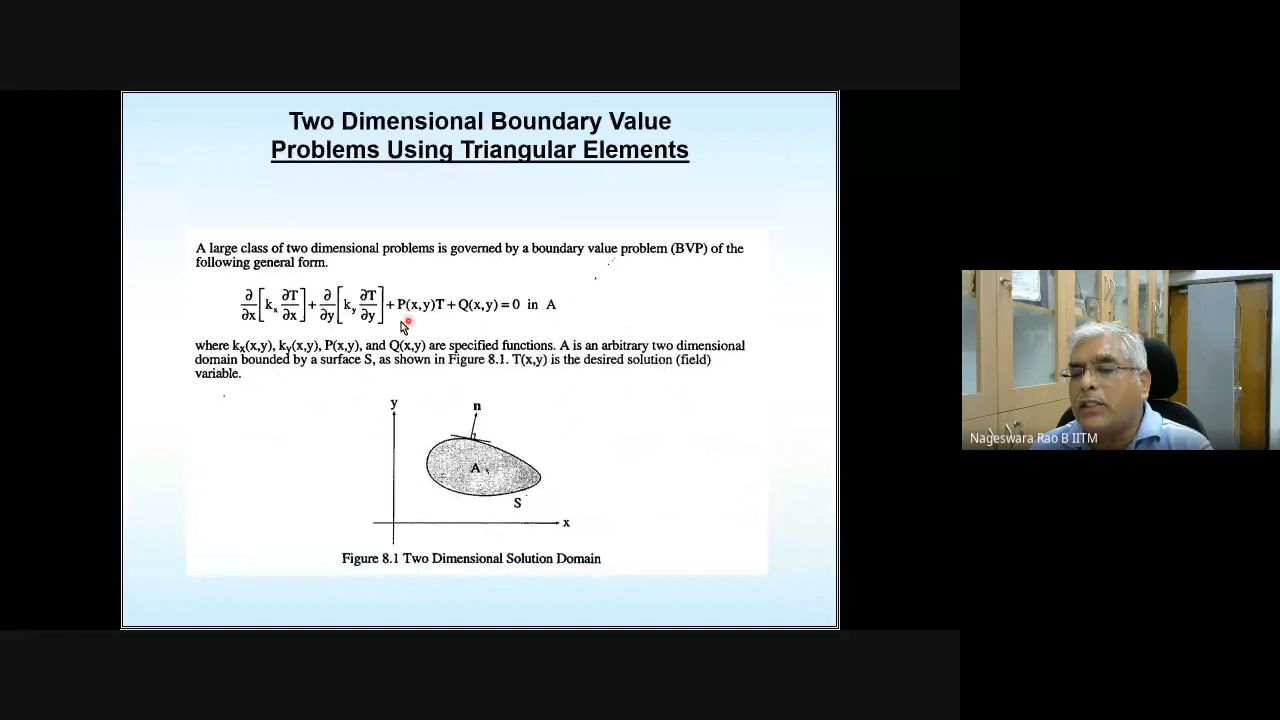 Two Dimensional Boundary Value
Problems Using Triangular Elements
A large class of two dimensional problems is governed by a boundary value problem (BVP) of the
following general form.
∂/∂x [kₓ ∂T/∂x] + ∂/∂y [k_y ∂T/∂y] + P(x,y)T + Q(x,y) = 0 in A
where kₓ(x,y), k_y(x,y), P(x,y), and Q(x,y) are specified functions. A is an arbitrary two dimensional
domain bounded by a surface S, as shown in Figure 8.1. T(x,y) is the desired solution (field)
variable.
y
n
A
S
x
Figure 8.1 Two Dimensional Solution Domain
Nageswara Rao B IITM